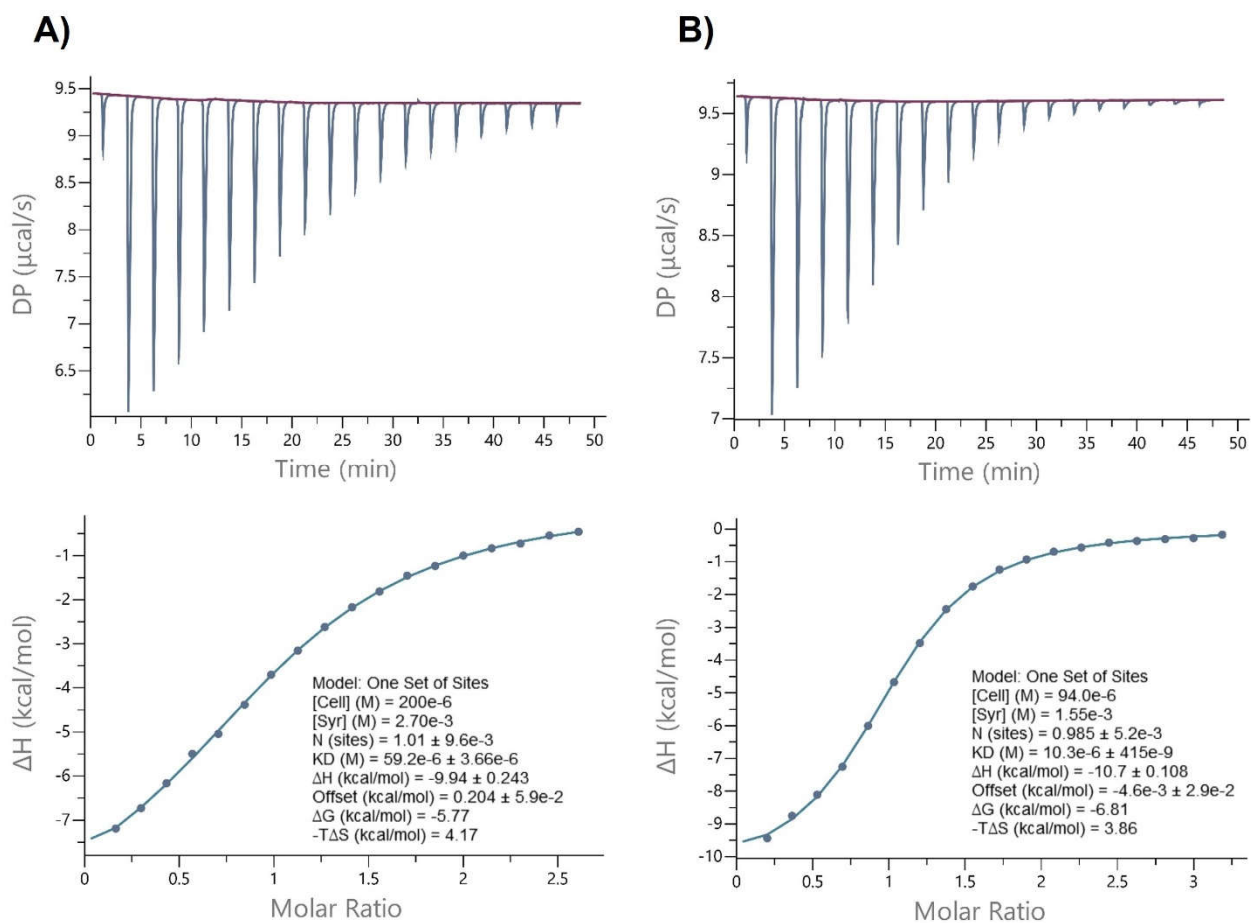 A)
9.5
9
8.5
8
7.5
7
6.5
DP (µcal/s)
0 5 10 15 20 25 30 35 40 45 50
Time (min)
-1
-2
-3
-4
-5
-6
-7
ΔH (kcal/mol)
Model: One Set of Sites
[Cell] (M) = 200e-6
[Syr] (M) = 2.70e-3
N (sites) = 1.01 ± 9.6e-3
KD (M) = 59.2e-6 ± 3.66e-6
ΔH (kcal/mol) = -9.94 ± 0.243
Offset (kcal/mol) = 0.204 ± 5.9e-2
ΔG (kcal/mol) = -5.77
-TΔS (kcal/mol) = 4.17
0 0.5 1 1.5 2 2.5
Molar Ratio
B)
9.5
9
8.5
8
7.5
7
DP (µcal/s)
0 5 10 15 20 25 30 35 40 45 50
Time (min)
0
-1
-2
-3
-4
-5
-6
-7
-8
-9
-10
ΔH (kcal/mol)
Model: One Set of Sites
[Cell] (M) = 94.0e-6
[Syr] (M) = 1.55e-3
N (sites) = 0.985 ± 5.2e-3
KD (M) = 10.3e-6 ± 415e-9
ΔH (kcal/mol) = -10.7 ± 0.108
Offset (kcal/mol) = -4.6e-3 ± 2.9e-2
ΔG (kcal/mol) = -6.81
-TΔS (kcal/mol) = 3.86
0 0.5 1 1.5 2 2.5 3
Molar Ratio